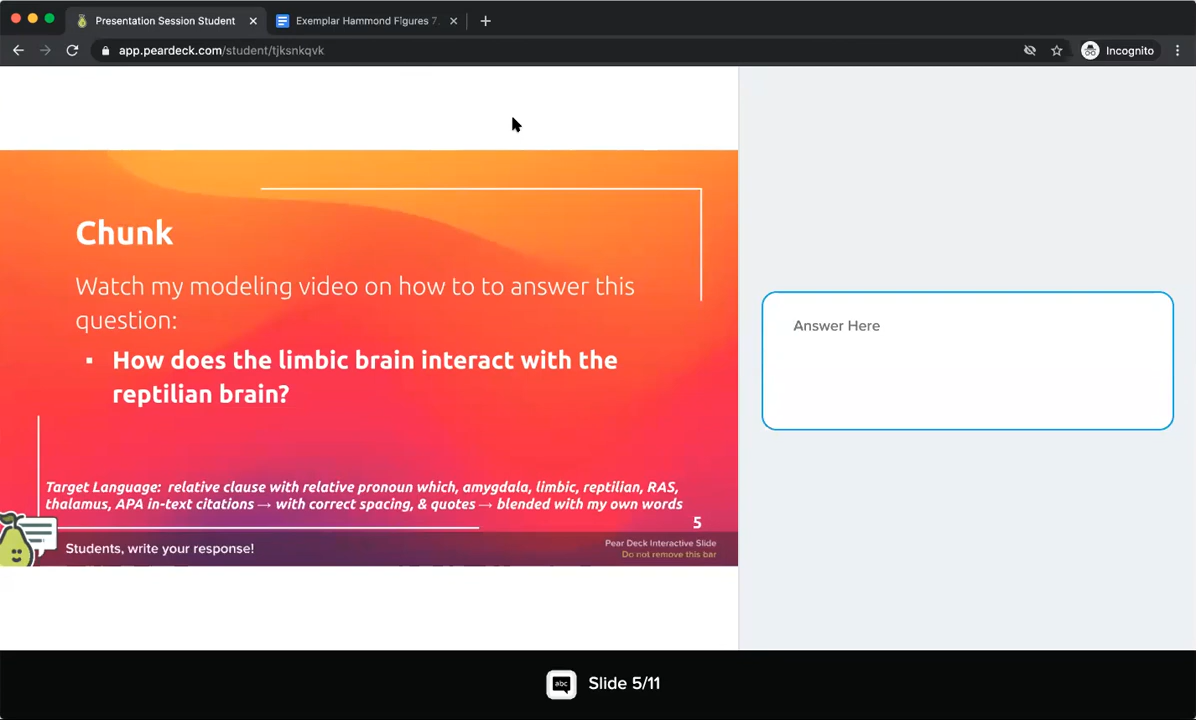 Presentation Session Student
Exemplar Hammond Figures 7.
app.peardeck.com/student/tjksnkqvk
Incognito
Chunk
Watch my modeling video on how to to answer this
question:
▪ How does the limbic brain interact with the
reptilian brain?
Target Language: relative clause with relative pronoun which, amygdala, limbic, reptilian, RAS,
thalamus, APA in-text citations → with correct spacing, & quotes → blended with my own words
5
Students, write your response!
Pear Deck Interactive Slide
Do not remove this bar
Answer Here
abc
Slide 5/11